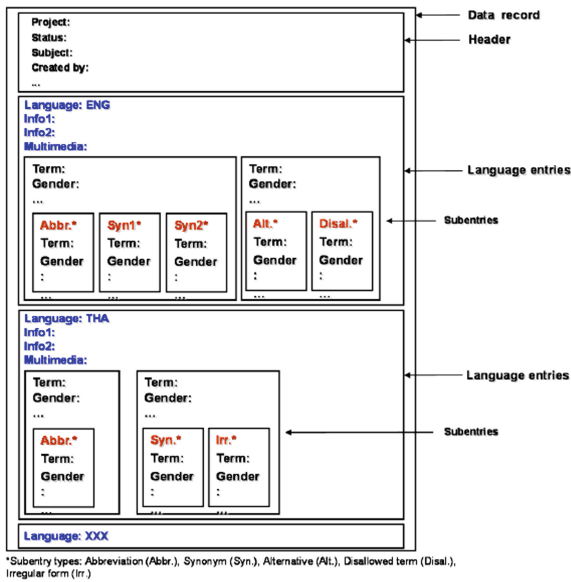 Project:
Status:
Subject:
Created by:
...
Data record
Header
Language: ENG
Info1:
Info2:
Multimedia:
Term:
Gender:
...
Abbr.*
Term:
Gender
:
...
Syn1*
Term:
Gender
:
...
Syn2*
Term:
Gender
:
...
Term:
Gender:
...
Alt.*
Term:
Gender
:
...
Disal.*
Term:
Gender
:
...
Language entries
Subentries
Language: THA
Info1:
Info2:
Multimedia:
Term:
Gender:
...
Abbr.*
Term:
Gender
:
...
Term:
Gender:
...
Syn.*
Term:
Gender
:
...
Irr.*
Term:
Gender
:
...
Language entries
Subentries
Language: XXX
*Subentry types: Abbreviation (Abbr.), Synonym (Syn.), Alternative (Alt.), Disallowed term (Disal.),
Irregular form (Irr.)